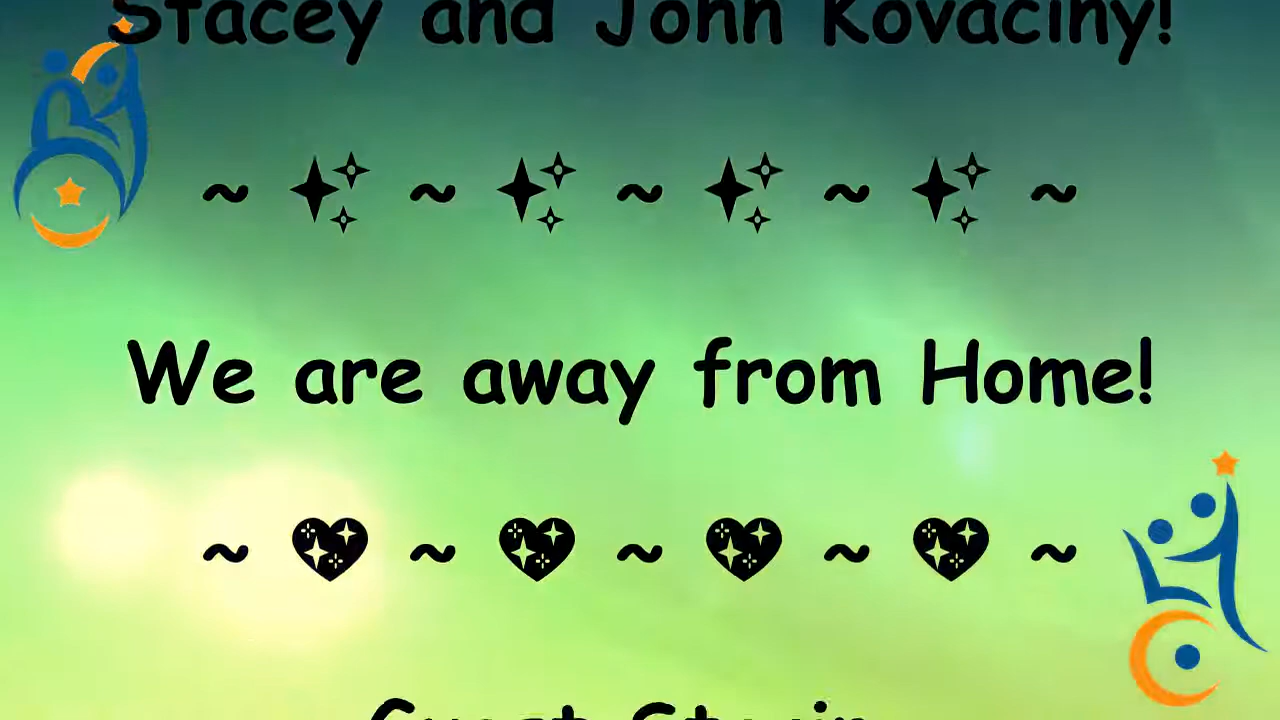 Stacey and John Kovaciny!
~ ✨ ~ ✨ ~ ✨ ~ ✨ ~
We are away from Home!
~ 💖 ~ 💖 ~ 💖 ~ 💖 ~